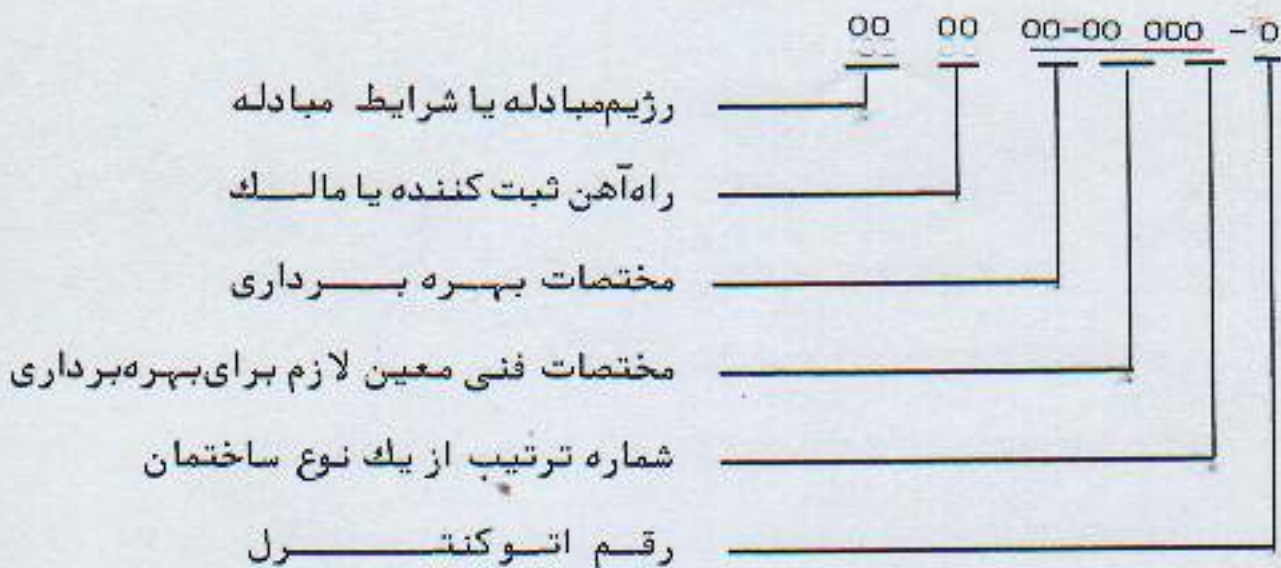 00 00 00-00 000 -0
رژیم‌مبادله یا شرایط مبادله
راه‌آهن ثبت کننده یا مالك
مختصات بهره برداری
مختصات فنی معین لازم برای‌بهره‌برداری
شماره ترتیب از یك نوع ساختمان
رقم اتوکنترل